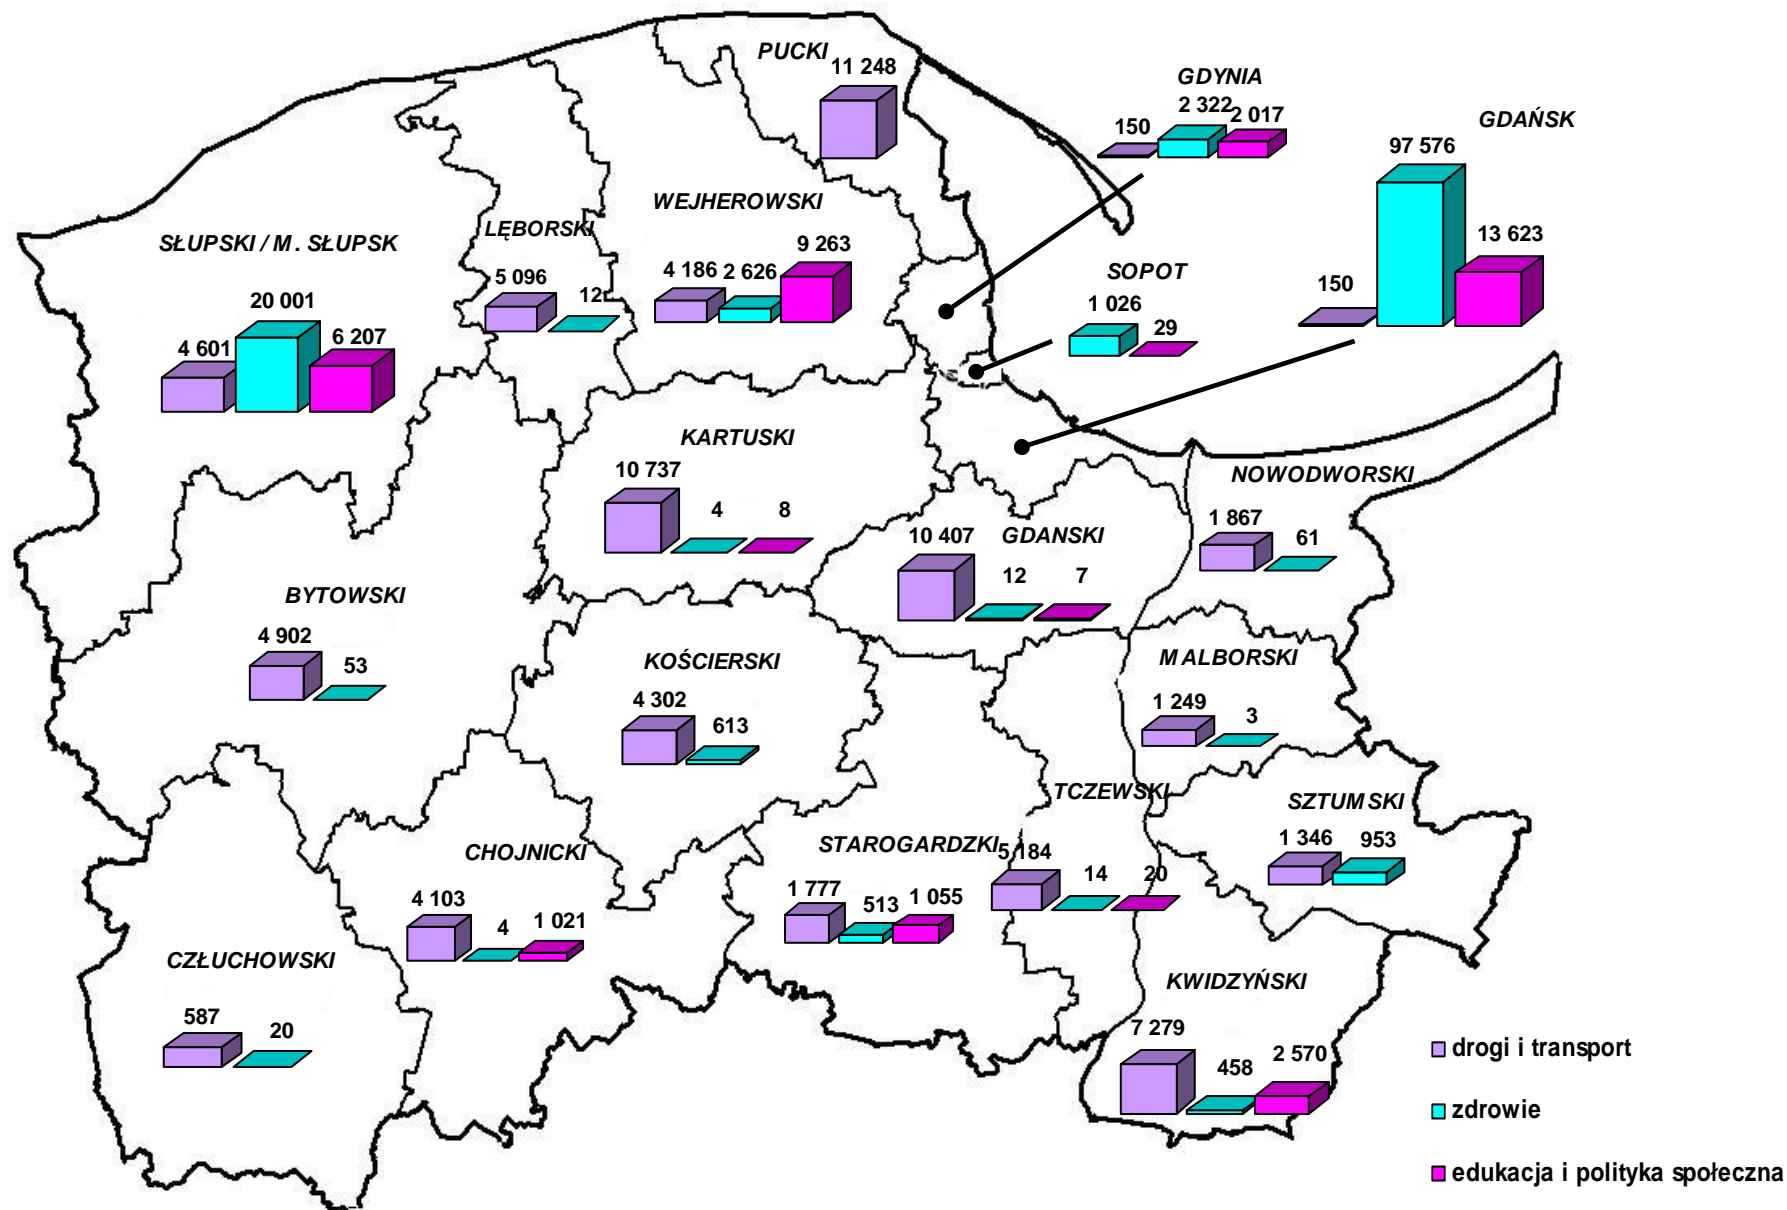 PUCKI
11 248
GDYNIA
150 2 322 2 017
GDAŃSK
97 576
13 623
150
WEJHEROWSKI
4 186 2 626 9 263
LĘBORSKI
5 096 12
SŁUPSKI / M. SŁUPSK
20 001
4 601 6 207
SOPOT
1 026
29
KARTUSKI
10 737 4 8
NOWODWORSKI
1 867 61
GDANSKI
10 407 12 7
BYTOWSKI
4 902 53
KOŚCIERSKI
4 302 613
MALBORSKI
1 249 3
TCZEWSKI
5 184 14 20
SZTUMSKI
1 346 953
STAROGARDZKI
1 777 513 1 055
CHOJNICKI
4 103 4 1 021
CZŁUCHOWSKI
587 20
KWIDZYŃSKI
7 279 458 2 570
drogi i transport
zdrowie
edukacja i polityka społeczna